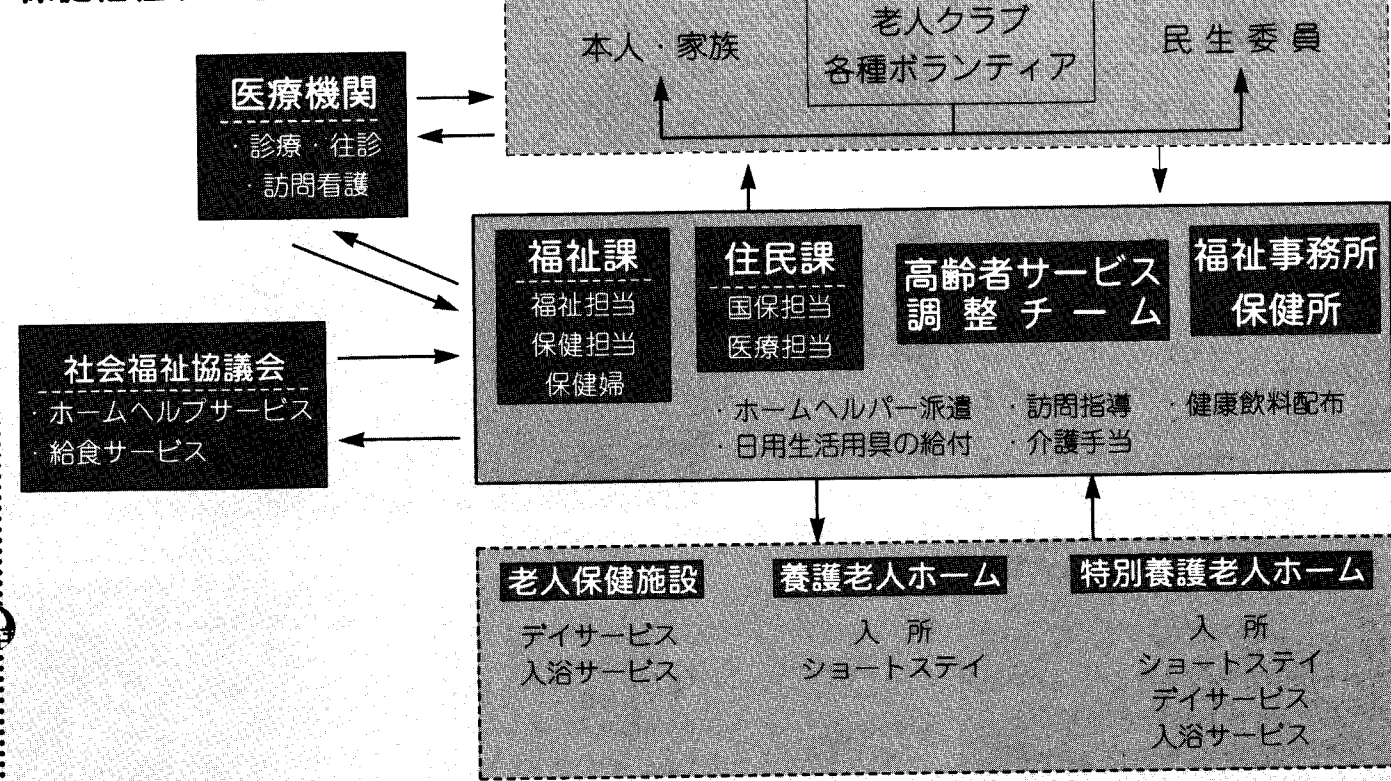 本人・家族
老人クラブ
各種ボランティア
民生委員
医療機関
・診療・往診
・訪問看護
福祉課
福祉担当
保健担当
保健婦
住民課
国保担当
医療担当
高齢者サービス
調整チーム
福祉事務所
保健所
・ホームヘルパー派遣 ・訪問指導 ・健康飲料配布
・日用生活用具の給付 ・介護手当
社会福祉協議会
・ホームヘルプサービス
・給食サービス
老人保健施設
デイサービス
入浴サービス
養護老人ホーム
入所
ショートステイ
特別養護老人ホーム
入所
ショートステイ
デイサービス
入浴サービス